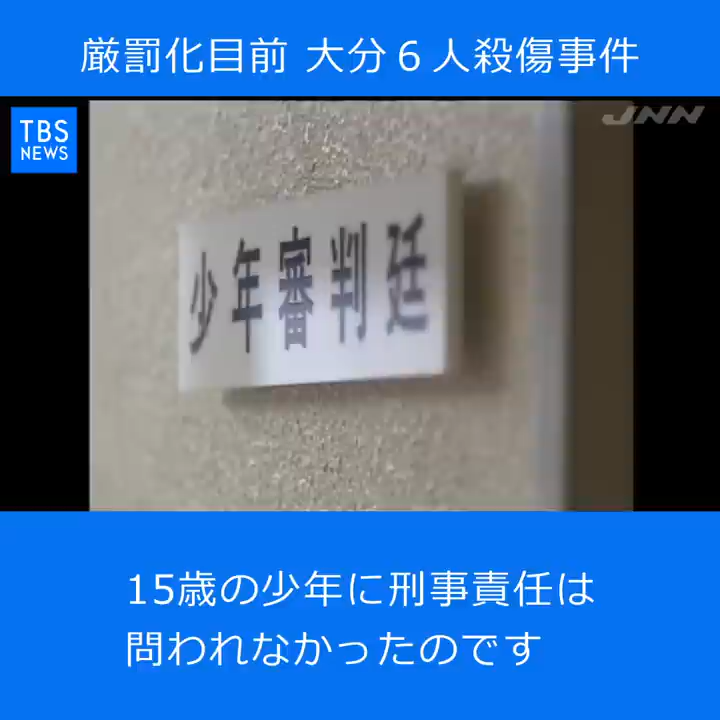 厳罰化目前 大分６人殺傷事件
TBS
NEWS
JNN
少年審判廷
15歳の少年に刑事責任は
問われなかったのです